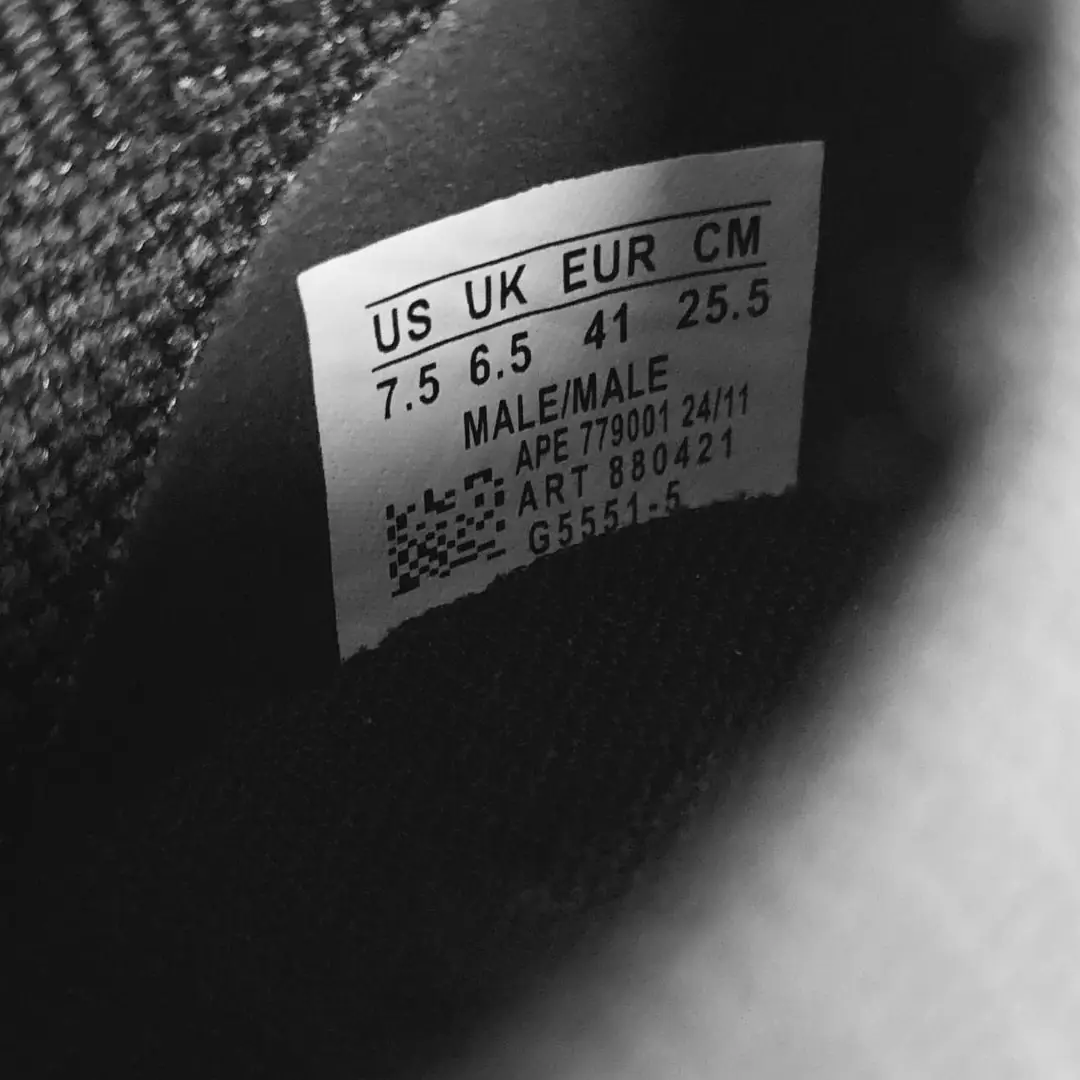 US UK EUR CM
7.5 6.5 41 25.5
MALE/MALE
APE 779001 24/11
ART 880421
G5551-5